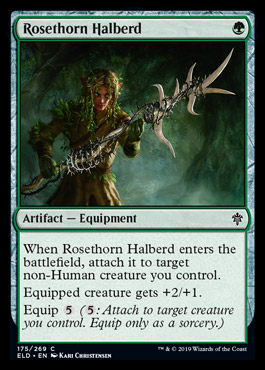 Rosethorn Halberd
Artifact — Equipment
When Rosethorn Halberd enters the
battlefield, attach it to target
non-Human creature you control.
Equipped creature gets +2/+1.
Equip 5 (5: Attach to target creature
you control. Equip only as a sorcery.)
175/269 C
ELD • EN Kari Christensen
™ & © 2019 Wizards of the Coast